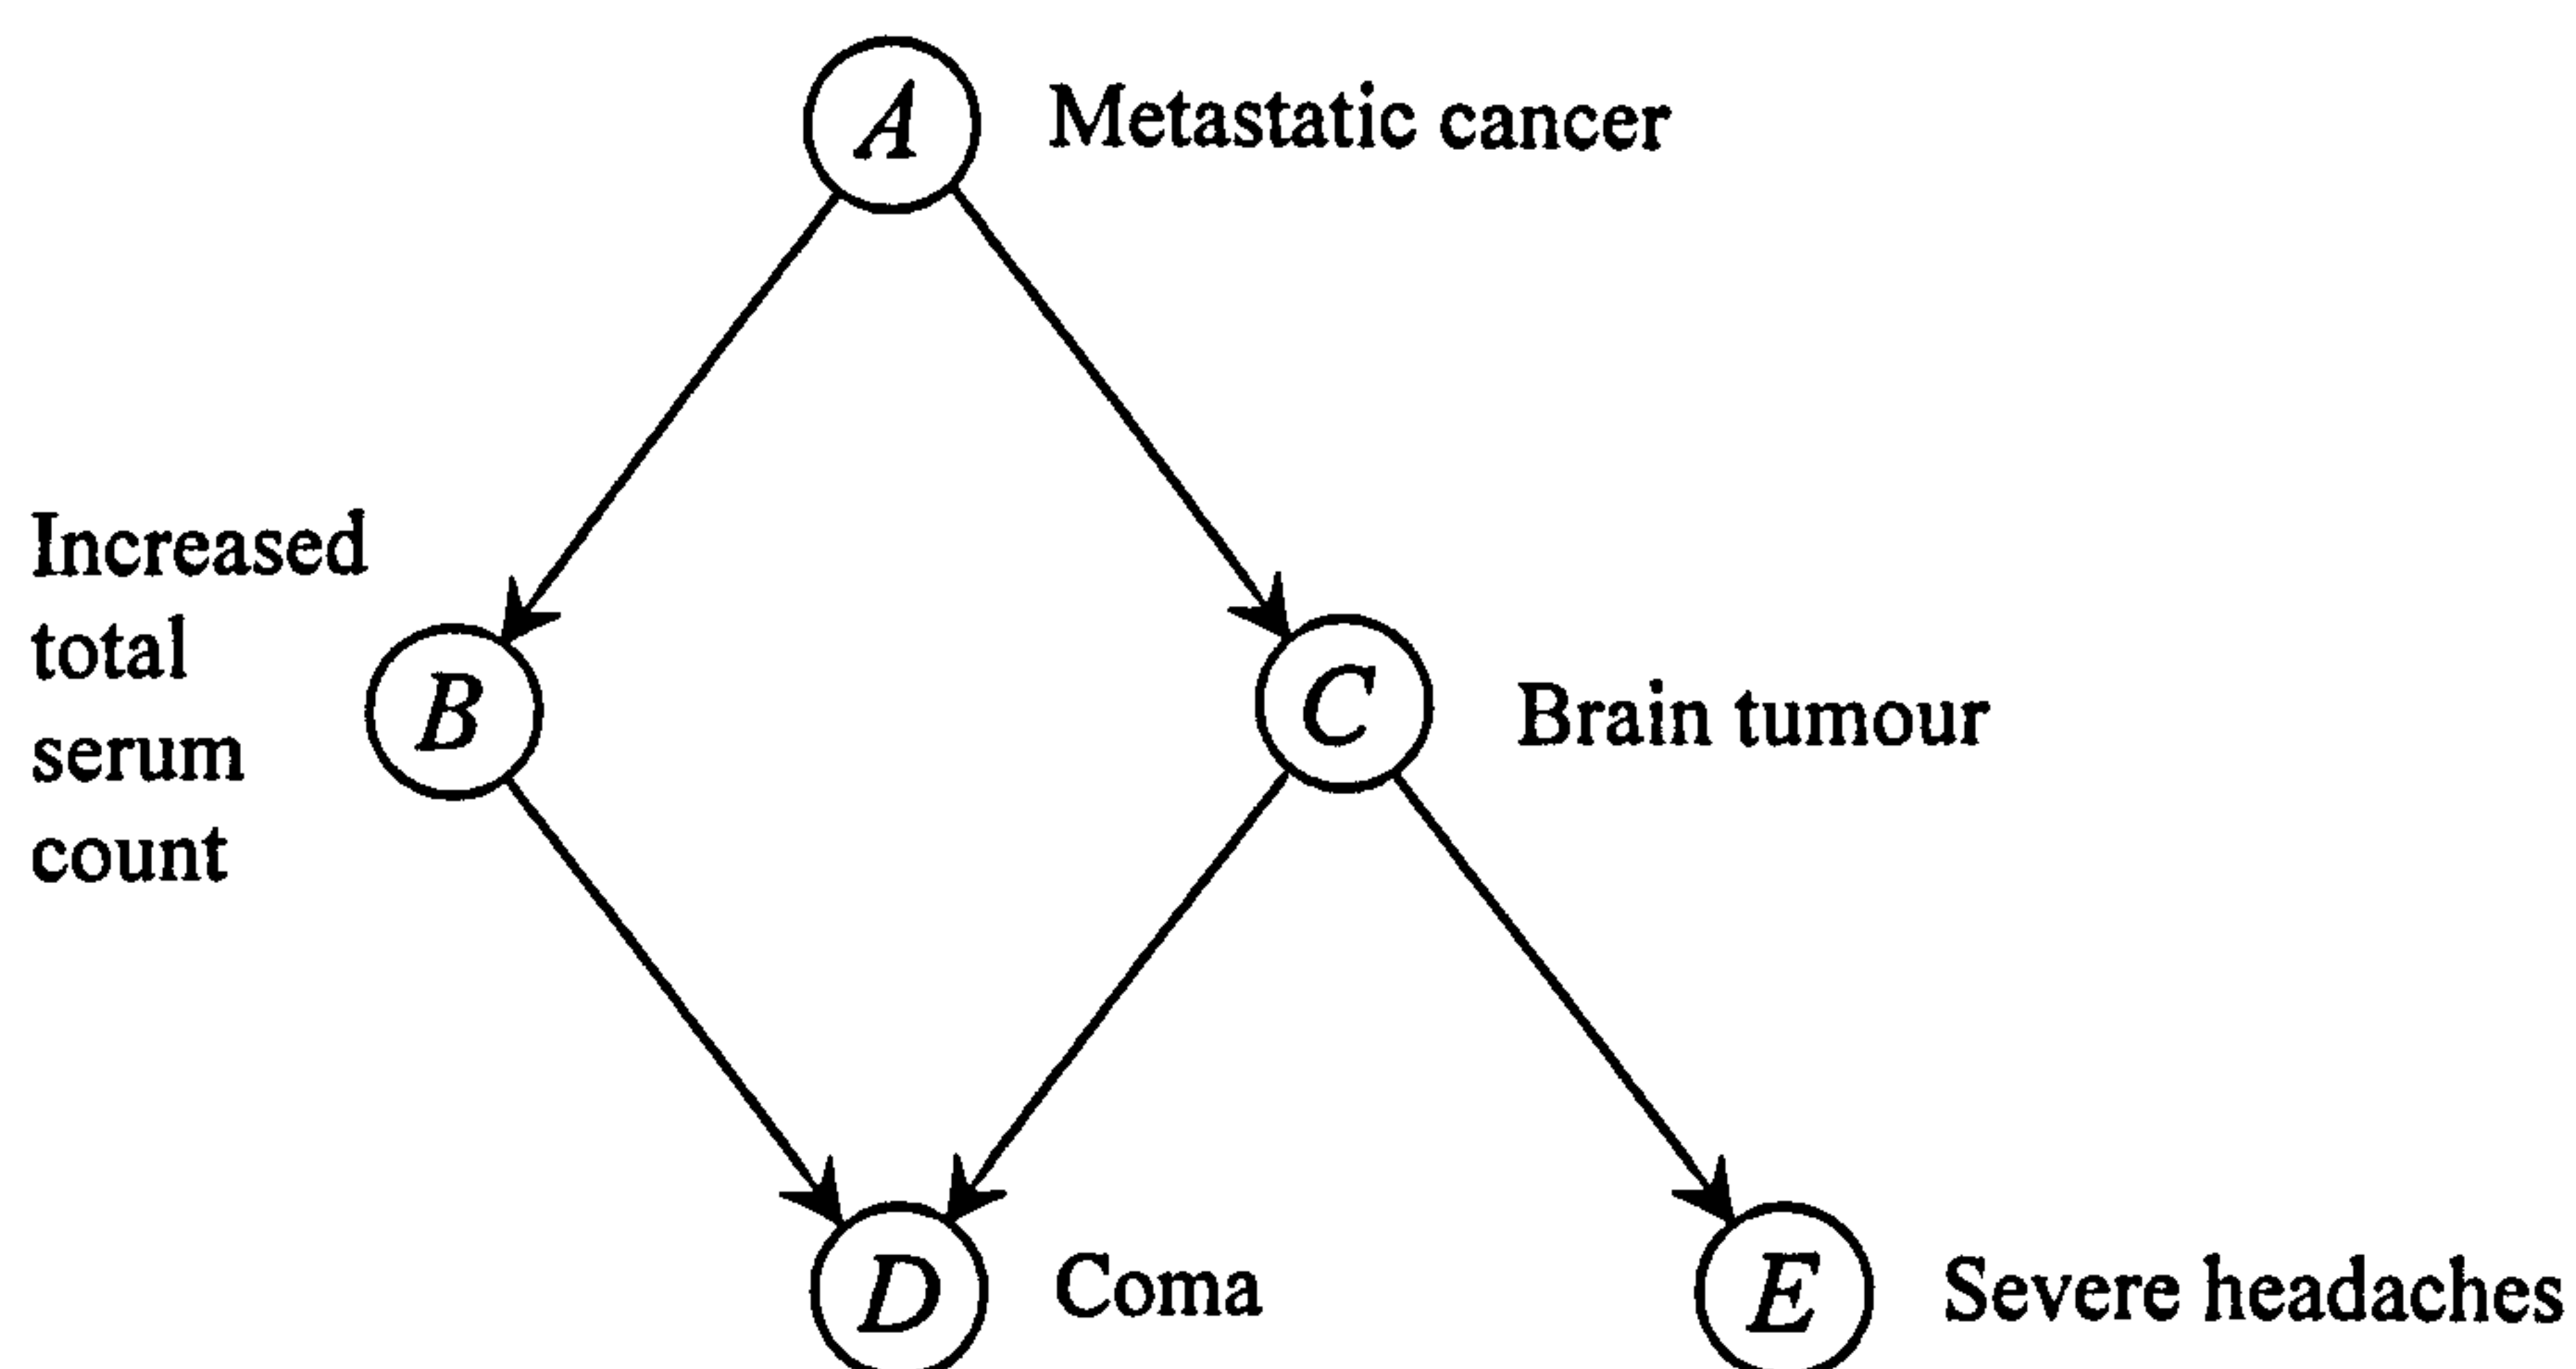 A Metastatic cancer
Increased
total
serum
count
B
C Brain tumour
D Coma
E Severe headaches